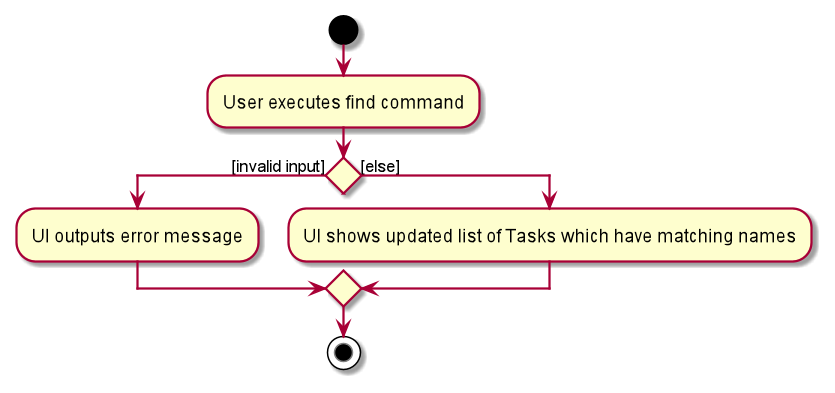 User executes find command
[invalid input]
[else]
UI outputs error message
UI shows updated list of Tasks which have matching names